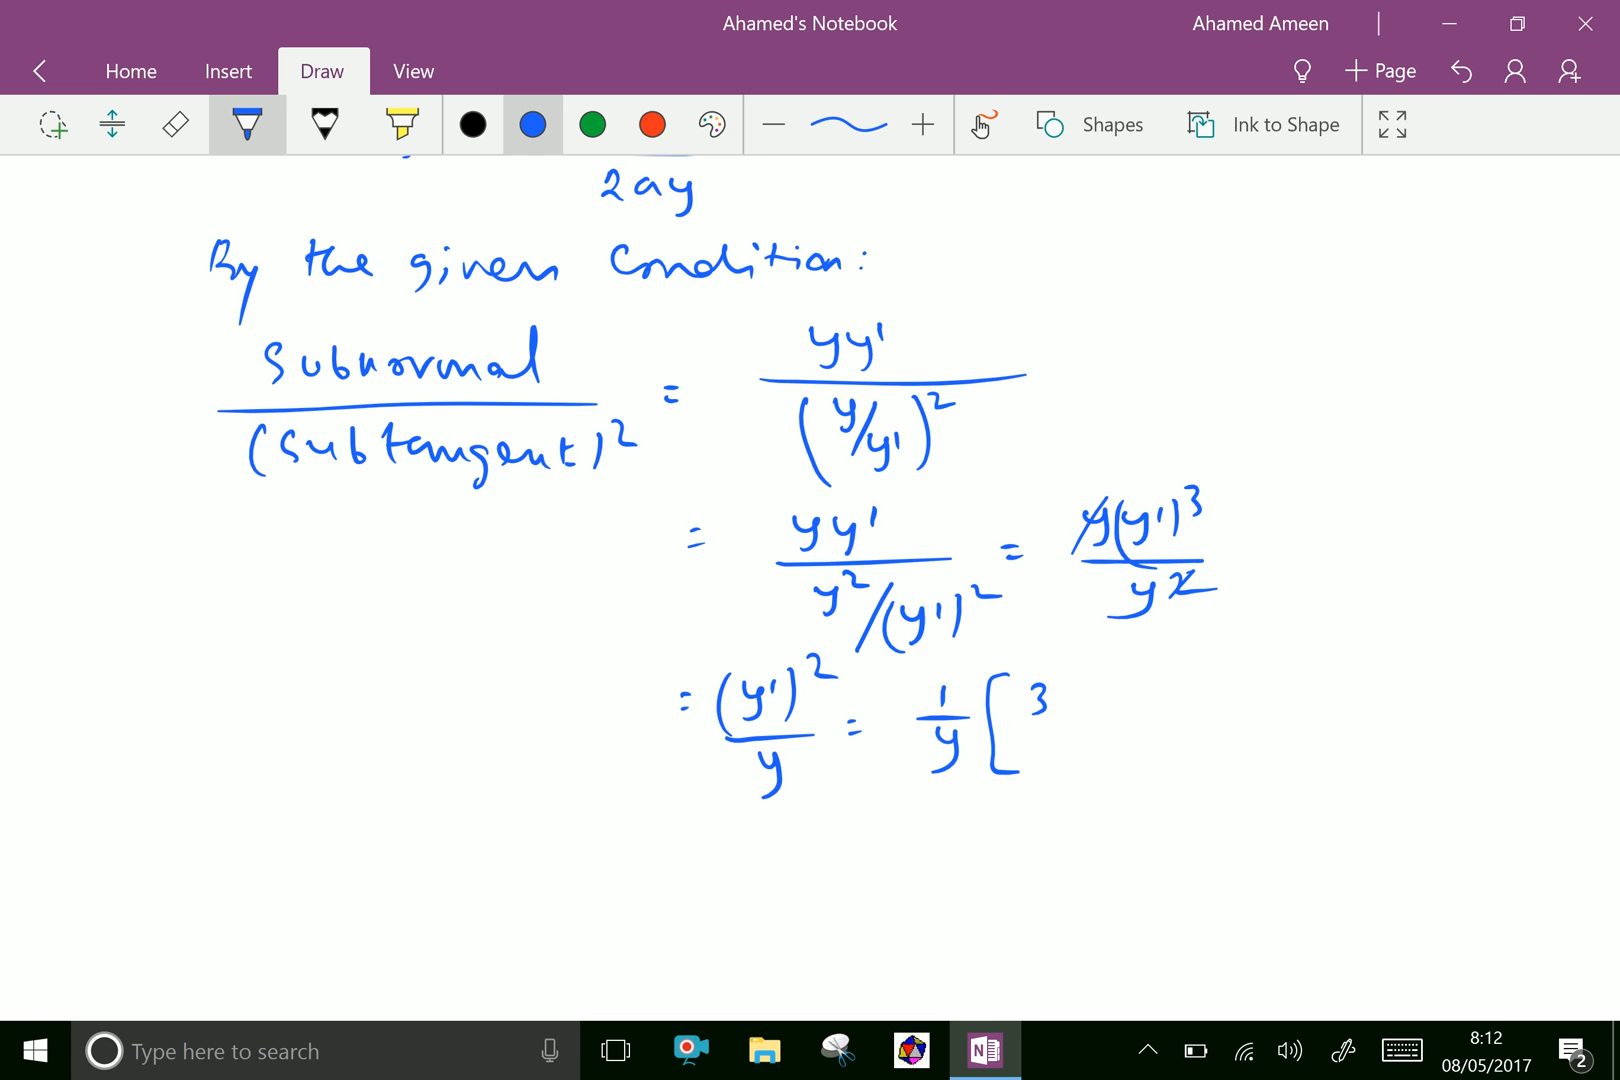 Ahamed's Notebook
Ahamed Ameen
Home Insert Draw View
Page
Shapes
Ink to Shape
2ay
By the given Condition:
Subnormal / (Subtangent)² = yy' / (y/y')²
= yy' / y²/(y')² = y(y')³ / y²
= (y')² / y = 1/y [ 3
Type here to search
8:12
08/05/2017
2